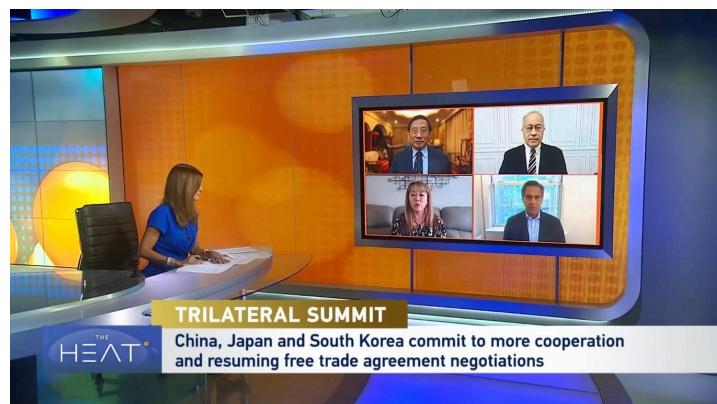 TRILATERAL SUMMIT
THE
HEAT
China, Japan and South Korea commit to more cooperation
and resuming free trade agreement negotiations